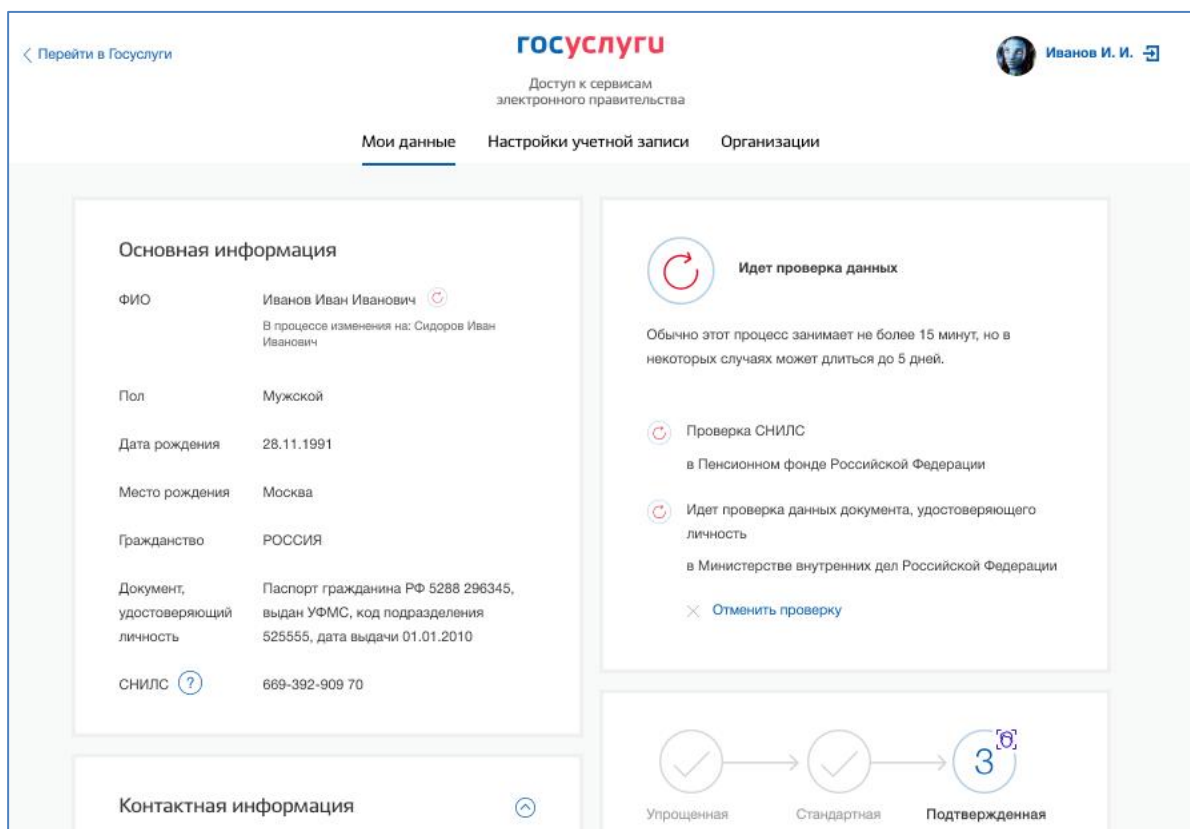 Перейти в Госуслуги
госуслуги
Иванов И. И.
Доступ к сервисам
электронного правительства
Мои данные
Настройки учетной записи
Организации
Основная информация
ФИО
Иванов Иван Иванович
В процессе изменения на: Сидоров Иван
Иванович
Пол
Мужской
Дата рождения
28.11.1991
Место рождения
Москва
Гражданство
РОССИЯ
Документ,
удостоверяющий
личность
Паспорт гражданина РФ 5288 296345,
выдан УФМС, код подразделения
525555, дата выдачи 01.01.2010
СНИЛС ?
669-392-909 70
Контактная информация
Идет проверка данных
Обычно этот процесс занимает не более 15 минут, но в
некоторых случаях может длиться до 5 дней.
Проверка СНИЛС
в Пенсионном фонде Российской Федерации
Идет проверка данных документа, удостоверяющего
личность
в Министерстве внутренних дел Российской Федерации
Отменить проверку
3
Упрощенная
Стандартная
Подтвержденная